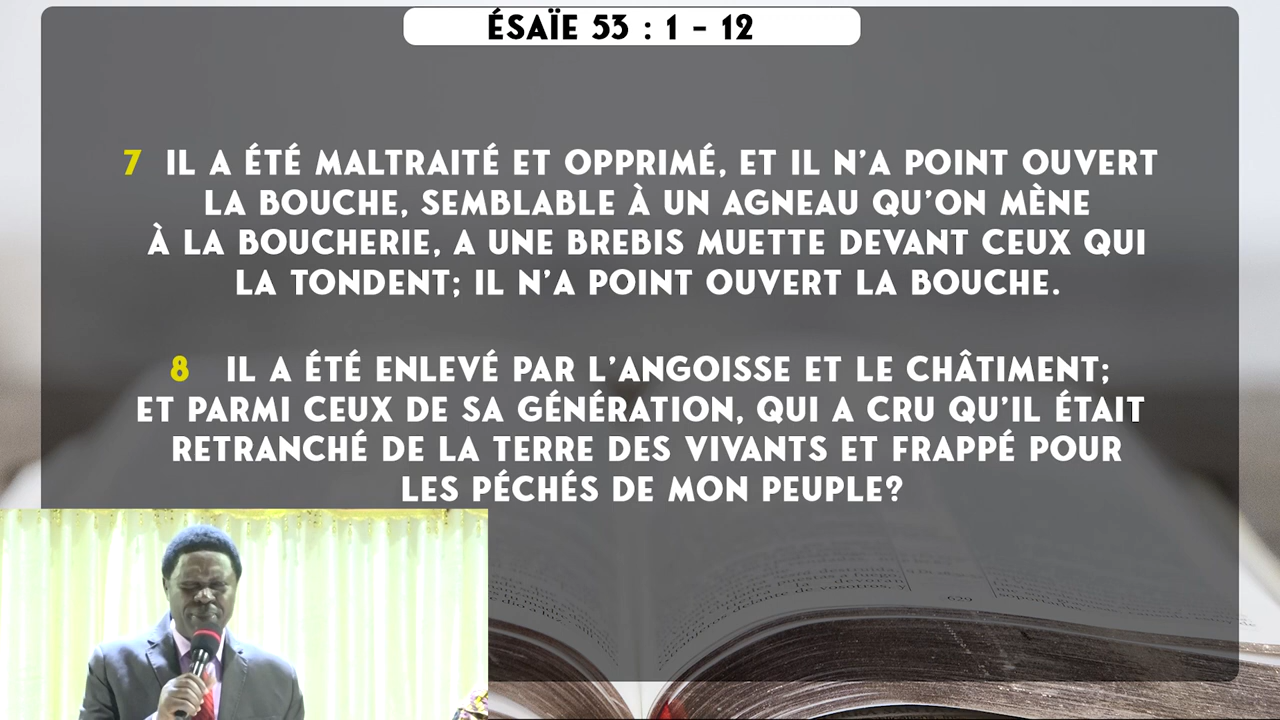 ÉSAÏE 53 : 1 - 12
7 IL A ÉTÉ MALTRAITÉ ET OPPRIMÉ, ET IL N'A POINT OUVERT
LA BOUCHE, SEMBLABLE À UN AGNEAU QU'ON MÈNE
À LA BOUCHERIE, A UNE BREBIS MUETTE DEVANT CEUX QUI
LA TONDENT; IL N'A POINT OUVERT LA BOUCHE.
8 IL A ÉTÉ ENLEVÉ PAR L'ANGOISSE ET LE CHÂTIMENT;
ET PARMI CEUX DE SA GÉNÉRATION, QUI A CRU QU'IL ÉTAIT
RETRANCHÉ DE LA TERRE DES VIVANTS ET FRAPPÉ POUR
LES PÉCHÉS DE MON PEUPLE?
629